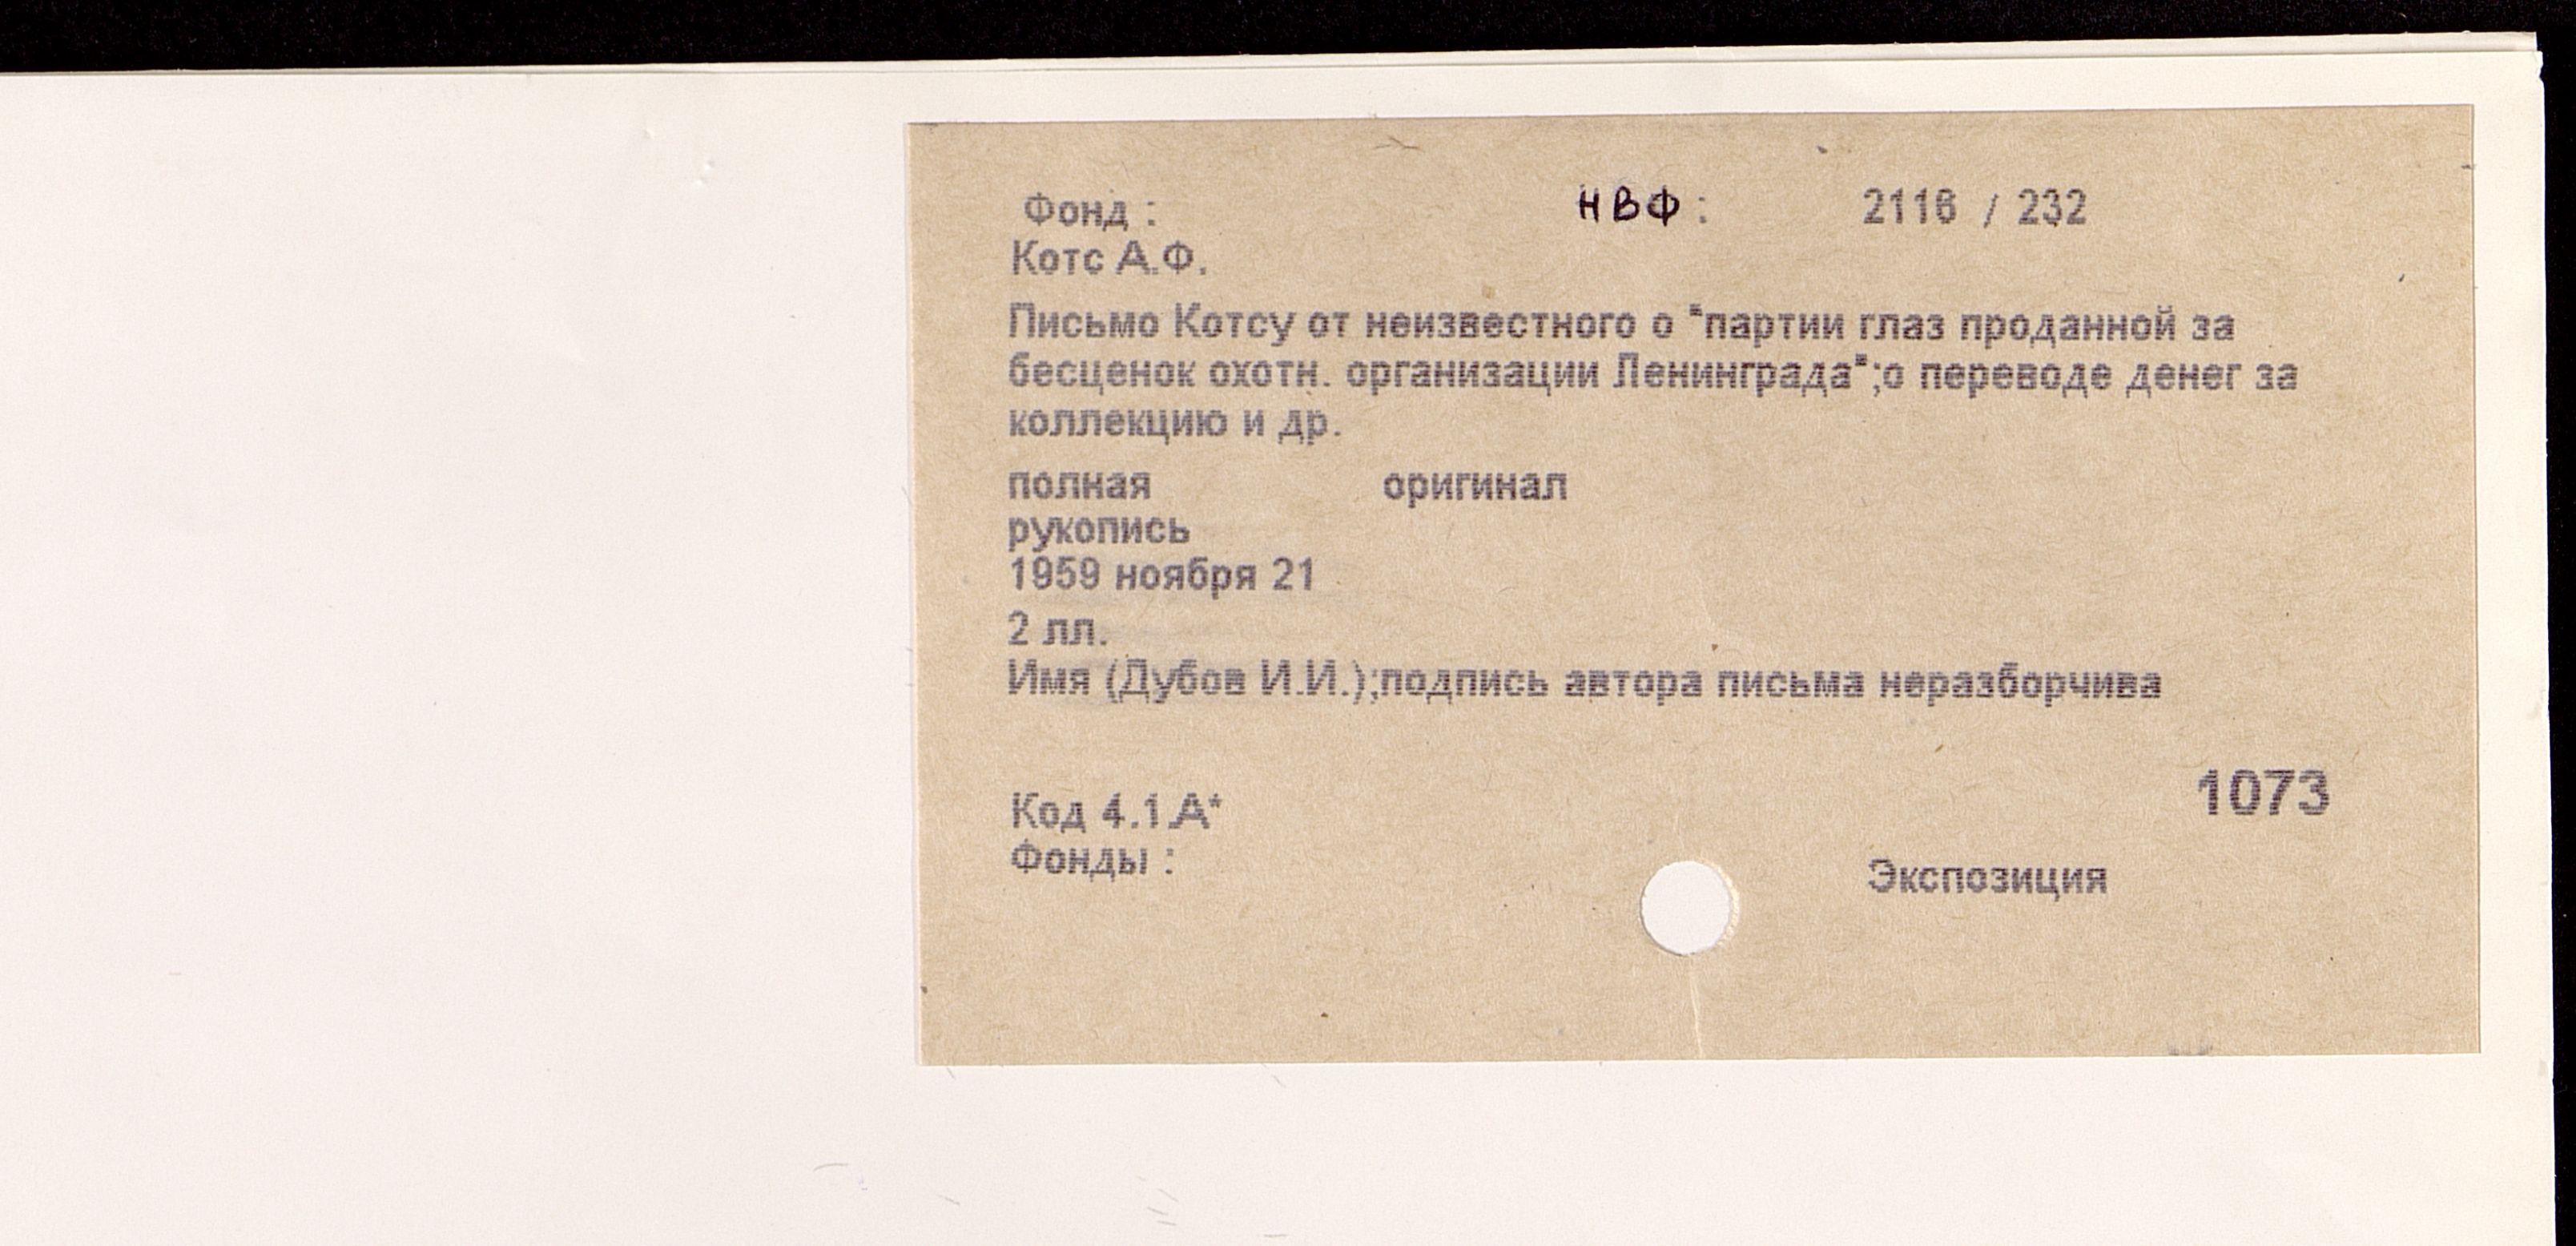 Фонд : НВФ : 2116 / 232
Котс А.Ф.
Письмо Котсу от неизвестного о "партии глаз проданной за
бесценок охотн. организации Ленинграда";о переводе денег за
коллекцию и др.
полная оригинал
рукопись
1959 ноября 21
2 лл.
Имя (Дубов И.И.);подпись автора письма неразборчива
1073
Код 4.1.А*
Фонды :
Экспозиция